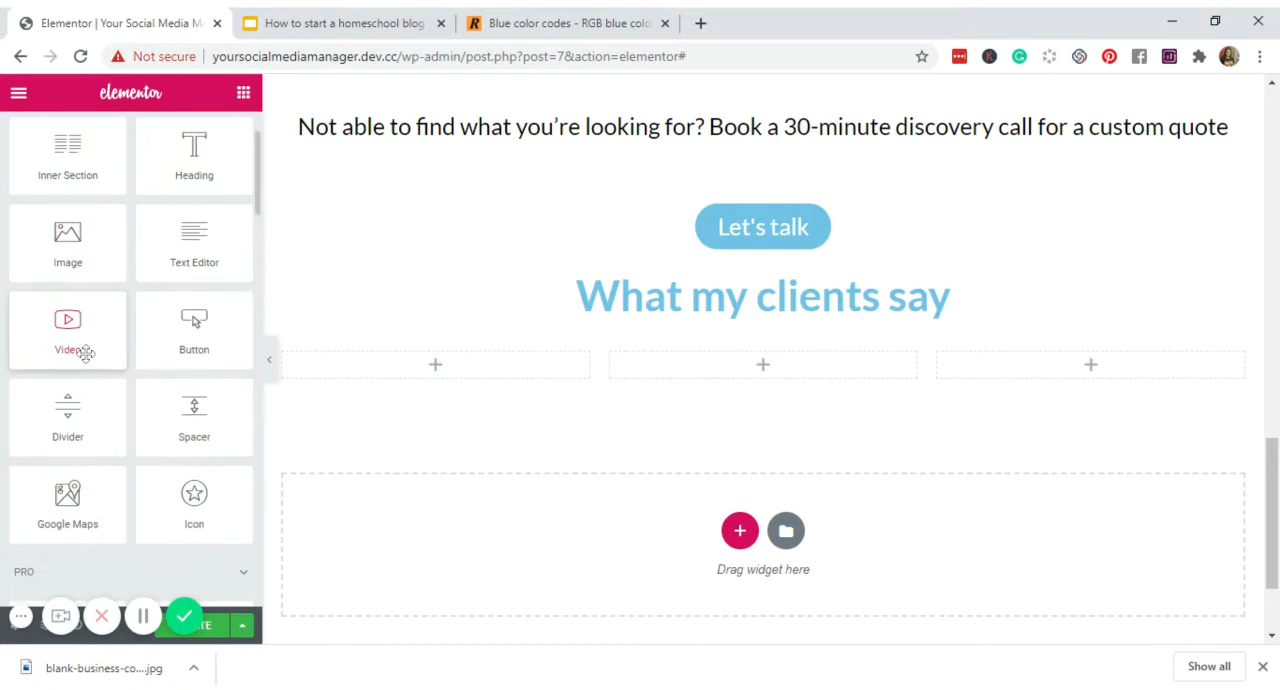 Elementor | Your Social Media M
How to start a homeschool blog
Blue color codes - RGB blue colo
Not secure
yoursocialmediamanager.dev.cc/wp-admin/post.php?post=7&action=elementor#
elementor
Inner Section
Heading
Image
Text Editor
Video
Button
Divider
Spacer
Google Maps
Icon
PRO
Not able to find what you’re looking for? Book a 30-minute discovery call for a custom quote
Let's talk
What my clients say
Drag widget here
blank-business-co....jpg
Show all